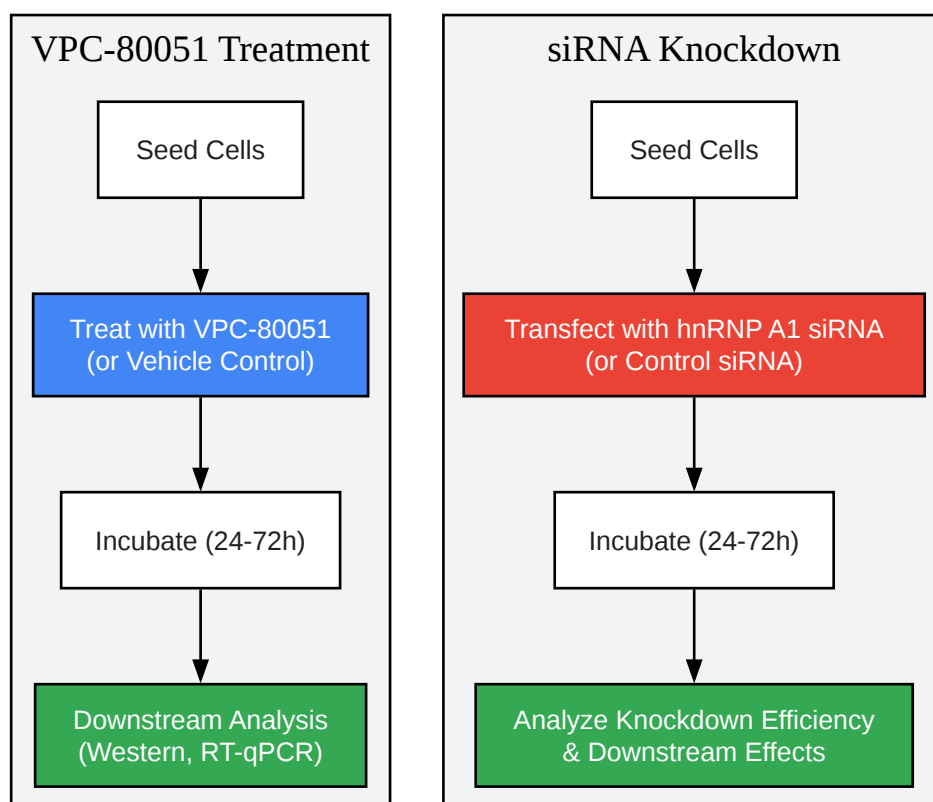 VPC-80051 Treatment
Seed Cells
Treat with VPC-80051
(or Vehicle Control)
Incubate (24-72h)
Downstream Analysis
(Western, RT-qPCR)
siRNA Knockdown
Seed Cells
Transfect with hnRNP A1 siRNA
(or Control siRNA)
Incubate (24-72h)
Analyze Knockdown Efficiency
& Downstream Effects